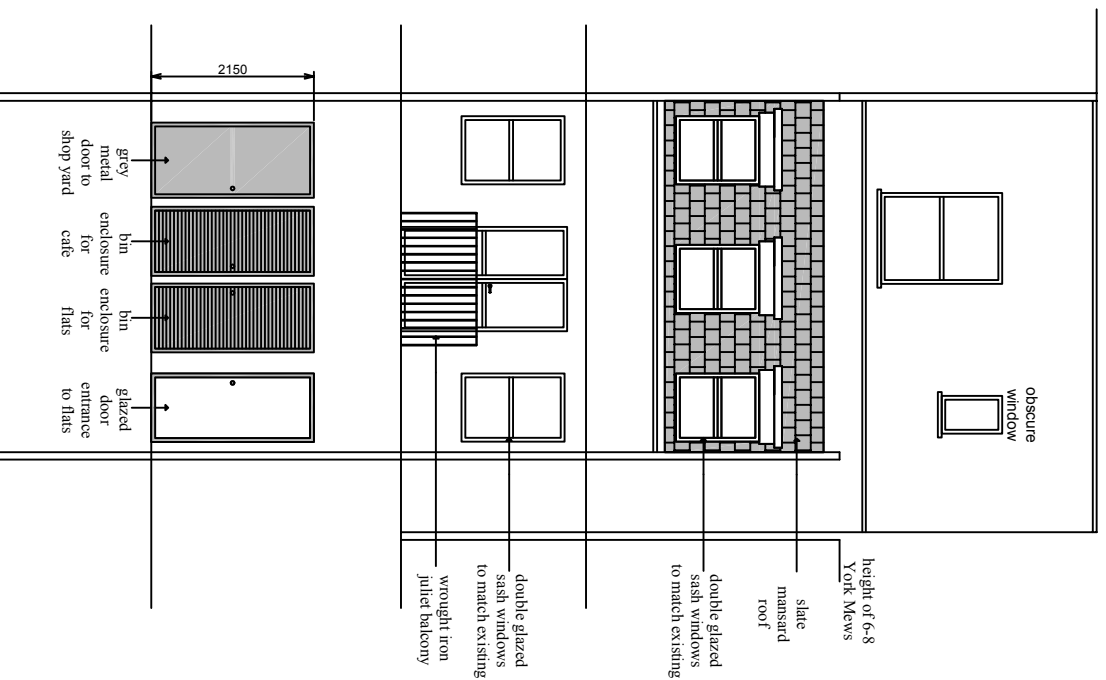 obscure
window
height of 6-8
York Mews
slate
mansard
roof
double glazed
sash windows
to match existing
double glazed
sash windows
to match existing
wrought iron
juliet balcony
2150
grey
metal
door to
shop yard
bin
enclosure
for
cafe
bin
enclosure
for
flats
glazed
door
entrance
to flats